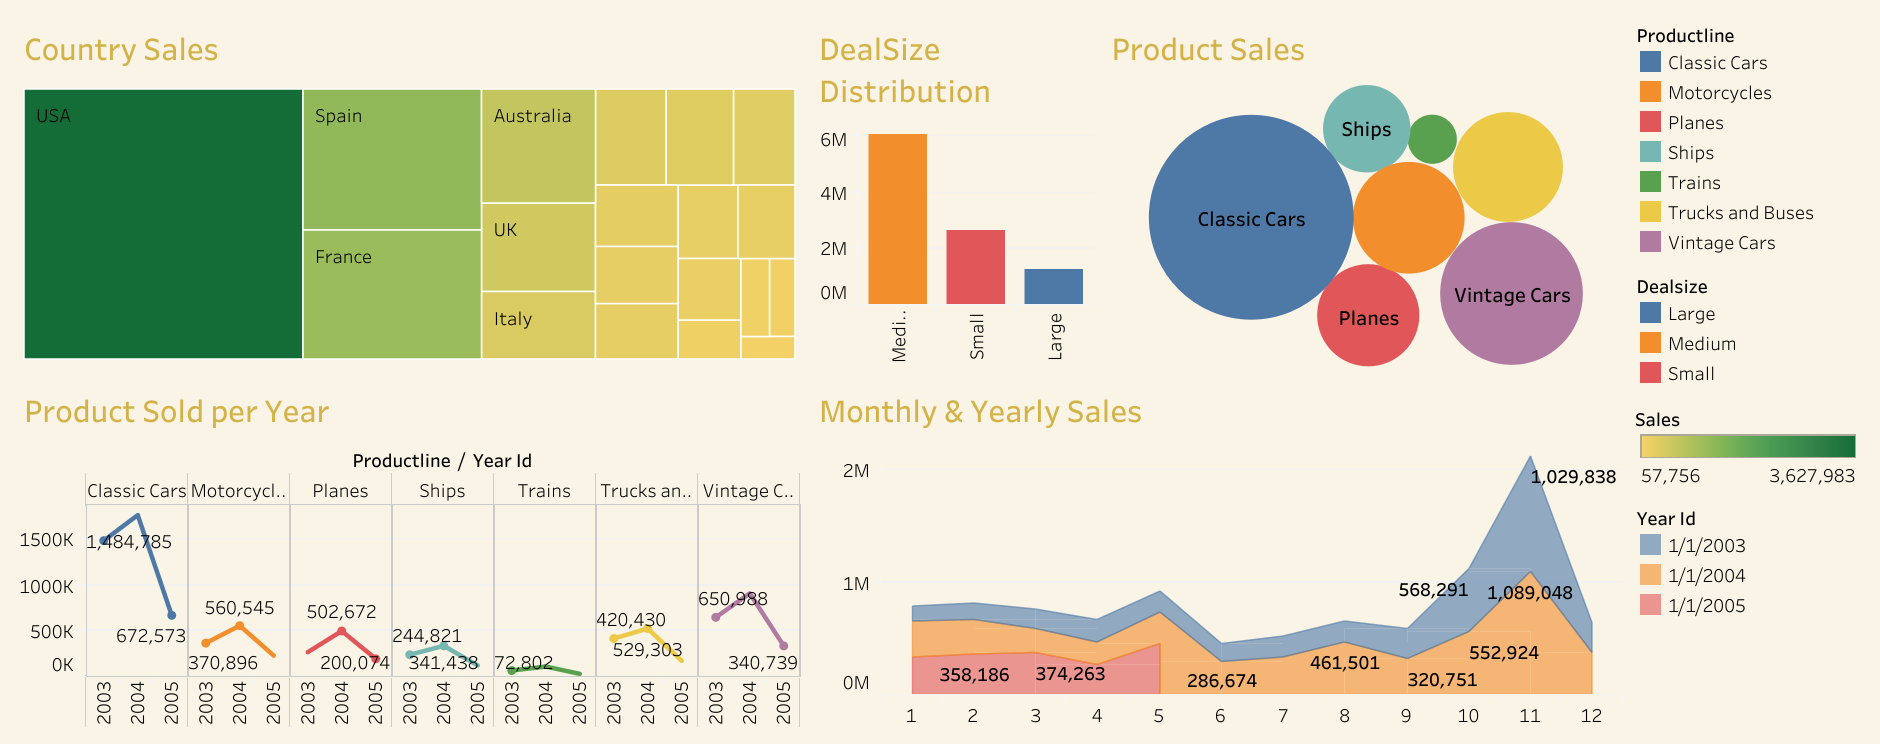 Country Sales
USA
Spain
France
Australia
UK
Italy
DealSize
Distribution
6M
4M
2M
0M
Medi..
Small
Large
Product Sales
Ships
Classic Cars
Planes
Vintage Cars
Productline
Classic Cars
Motorcycles
Planes
Ships
Trains
Trucks and Buses
Vintage Cars
Dealsize
Large
Medium
Small
Sales
57,756 3,627,983
Year Id
1/1/2003
1/1/2004
1/1/2005
Product Sold per Year
Productline / Year Id
Classic Cars Motorcycl.. Planes Ships Trains Trucks an.. Vintage C..
1500K
1000K
500K
0K
1,484,785
672,573
560,545
370,896
502,672
200,074
244,821
341,438
72,802
420,430
529,303
650,988
340,739
2003 2004 2005 2003 2004 2005 2003 2004 2005 2003 2004 2005 2003 2004 2005 2003 2004 2005 2003 2004 2005
Monthly & Yearly Sales
2M
1M
0M
1,029,838
568,291
1,089,048
552,924
461,501
358,186
374,263
286,674
320,751
1 2 3 4 5 6 7 8 9 10 11 12